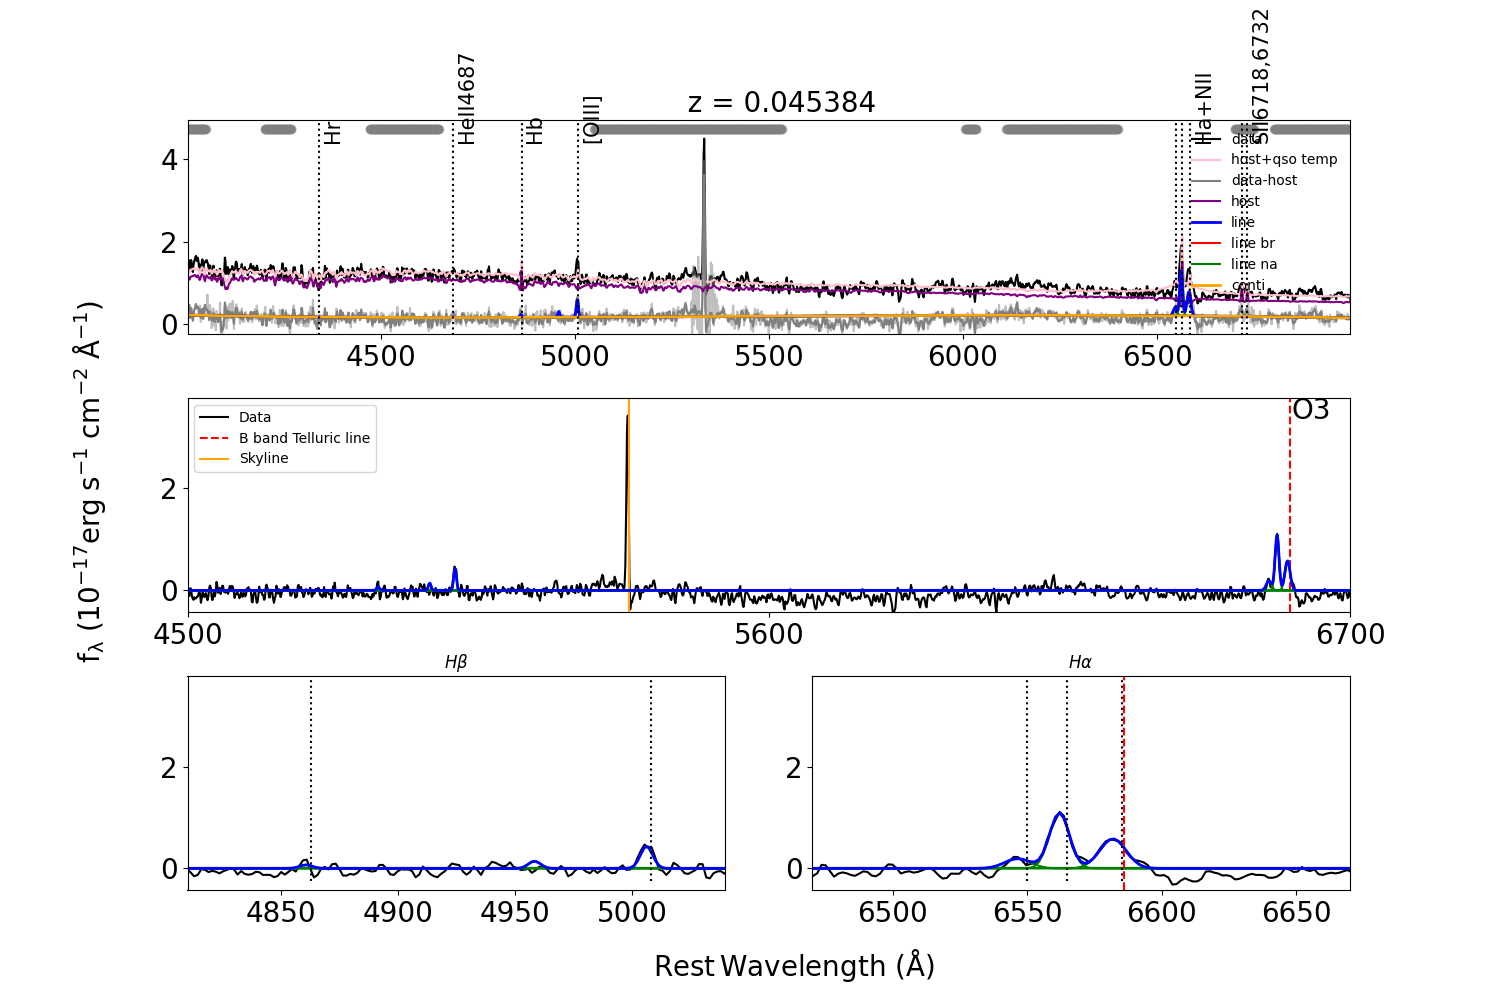 z = 0.045384
Hr
HeII4687
Hb
[OIII]
Ha+NII
SII6718,6732
data
host+qso temp
data-host
host
line
line br
line na
conti
4
2
0
4500
5000
5500
6000
6500
Data
B band Telluric line
Skyline
O3
2
0
4500
5600
6700
fλ (10⁻¹⁷erg s⁻¹ cm⁻² Å⁻¹)
Hβ
2
0
4850
4900
4950
5000
Hα
2
0
6500
6550
6600
6650
Rest Wavelength (Å)